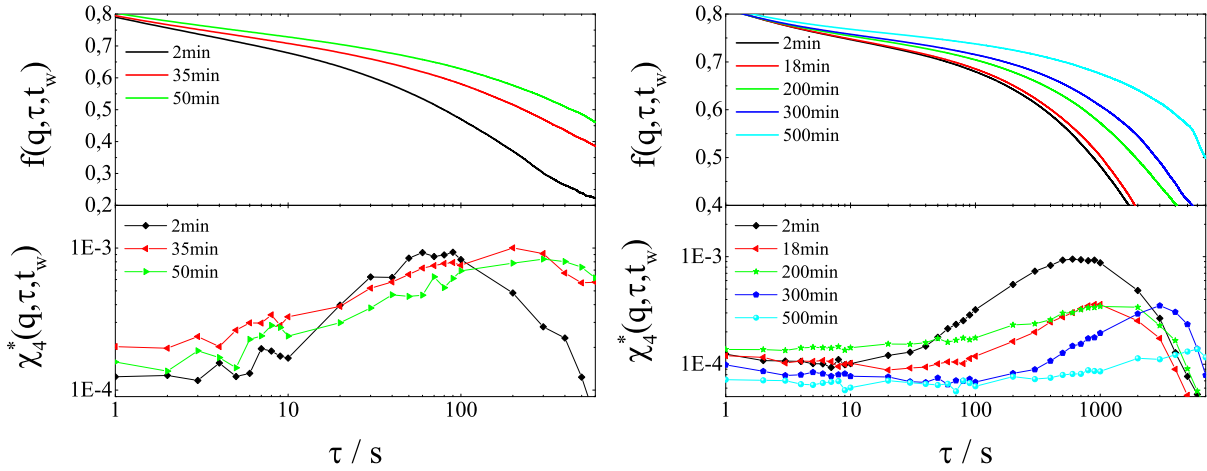 0,8
0,7
0,6
0,5
0,4
0,3
0,2
f(q,τ,t_w)
2min
35min
50min
1E-3
1E-4
χ*₄(q,τ,t_w)
2min
35min
50min
1
10
100
τ / s
0,8
0,7
0,6
0,5
0,4
f(q,τ,t_w)
2min
18min
200min
300min
500min
1E-3
1E-4
χ*₄(q,τ,t_w)
2min
18min
200min
300min
500min
1
10
100
1000
τ / s